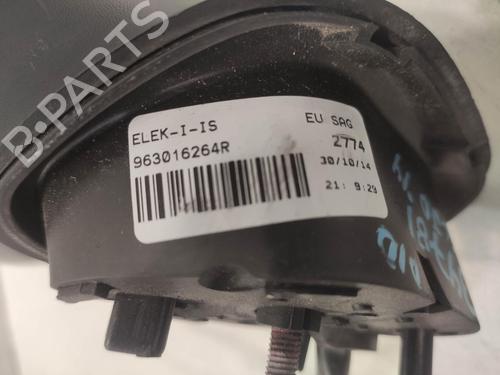 B-PARTS
ELEK-I-IS
963016264R
EU SAG
2774
30/10/14
21: 9:29